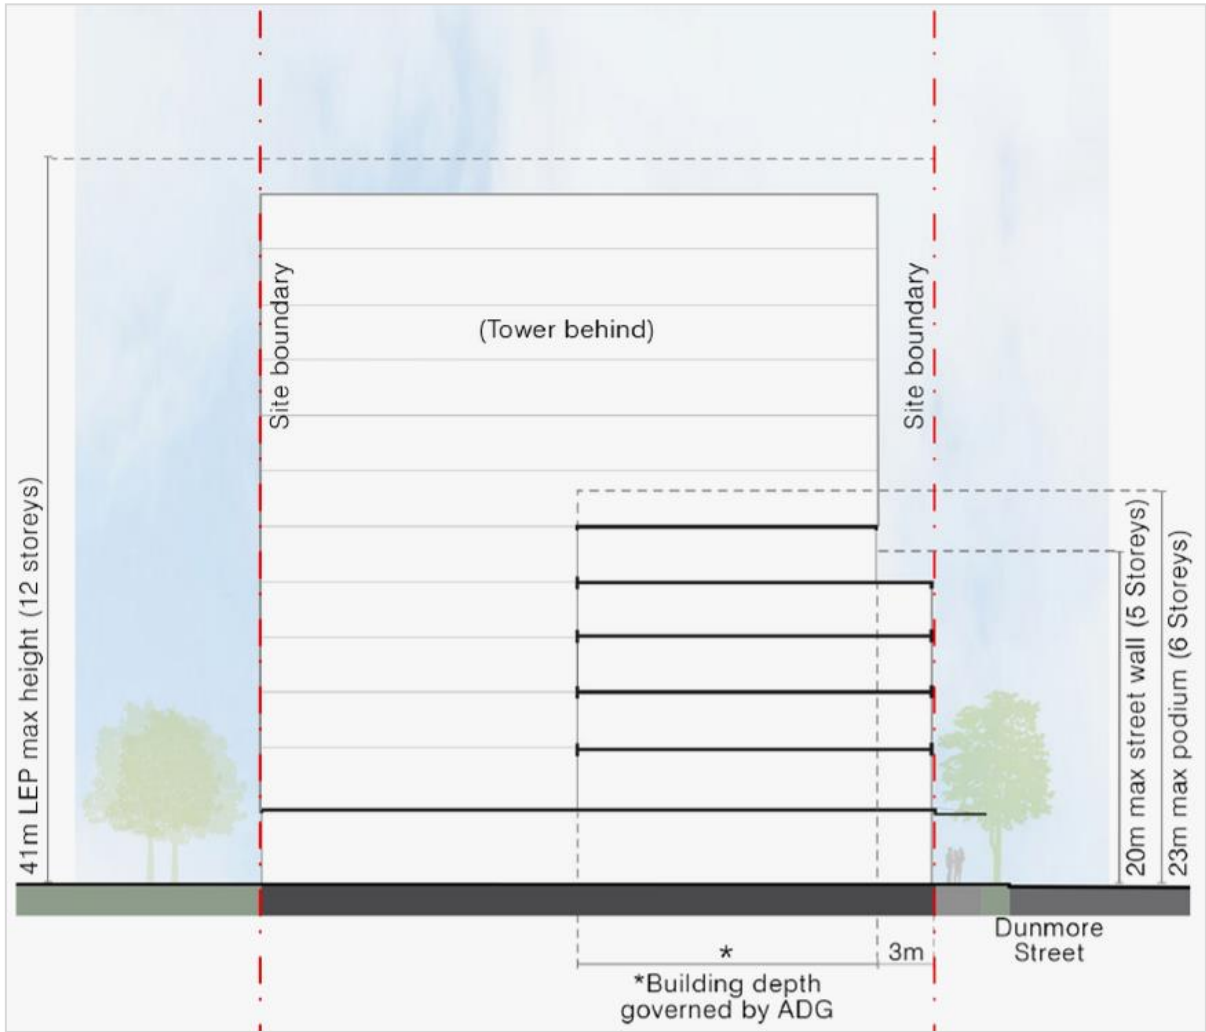 41m LEP max height (12 storeys)
Site boundary
(Tower behind)
Site boundary
20m max street wall (5 Storeys)
23m max podium (6 Storeys)
Dunmore
Street
*
3m
*Building depth
governed by ADG